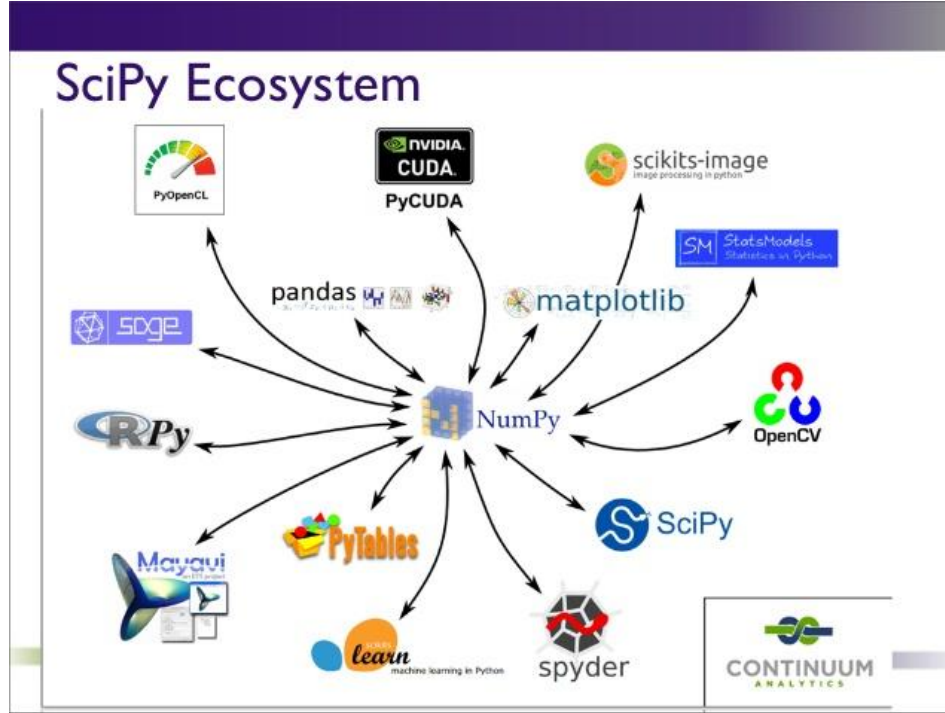 SciPy Ecosystem
PyOpenCL
NVIDIA.
CUDA.
PyCUDA
scikits-image
image processing in python
SM StatsModels
Statistics in Python
pandas
matplotlib
sage
RPy
NumPy
OpenCV
Mayavi
PyTables
SciPy
scikits
learn
machine learning in Python
spyder
CONTINUUM
ANALYTICS